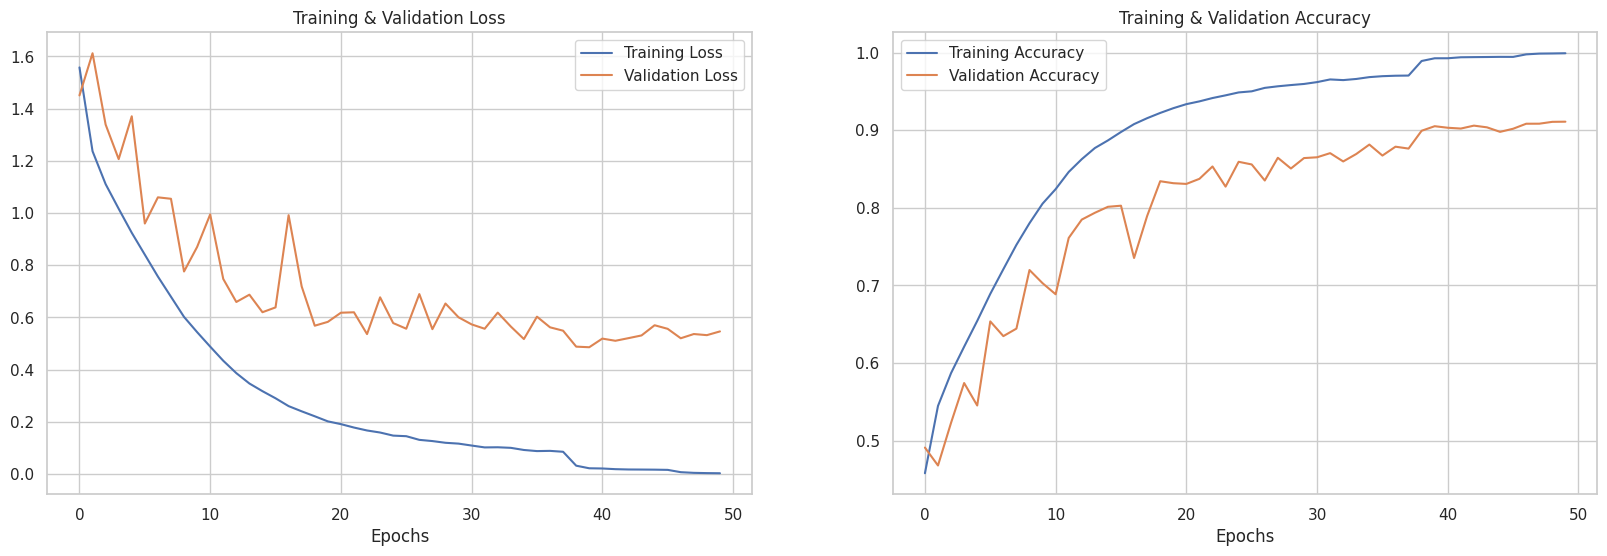 Training & Validation Loss
Training Loss
Validation Loss
1.6
1.4
1.2
1.0
0.8
0.6
0.4
0.2
0.0
0 10 20 30 40 50
Epochs
Training & Validation Accuracy
Training Accuracy
Validation Accuracy
1.0
0.9
0.8
0.7
0.6
0.5
0 10 20 30 40 50
Epochs